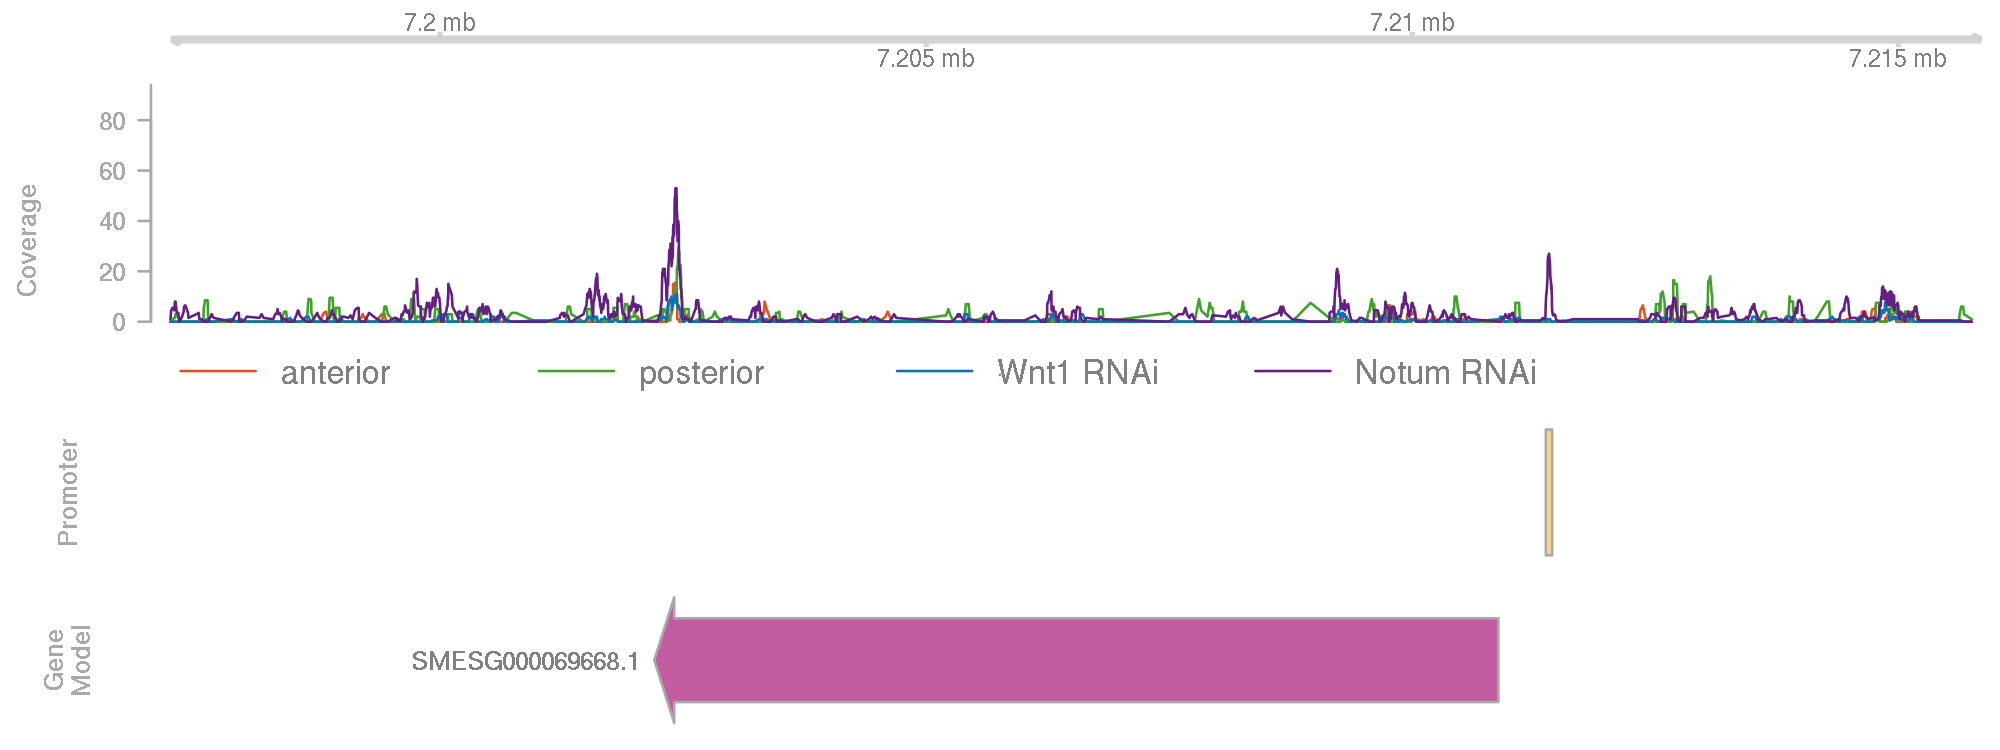 7.2 mb
7.21 mb
7.205 mb
7.215 mb
Coverage
80
60
40
20
0
anterior
posterior
Wnt1 RNAi
Notum RNAi
Promoter
Gene
Model
SMESG000069668.1